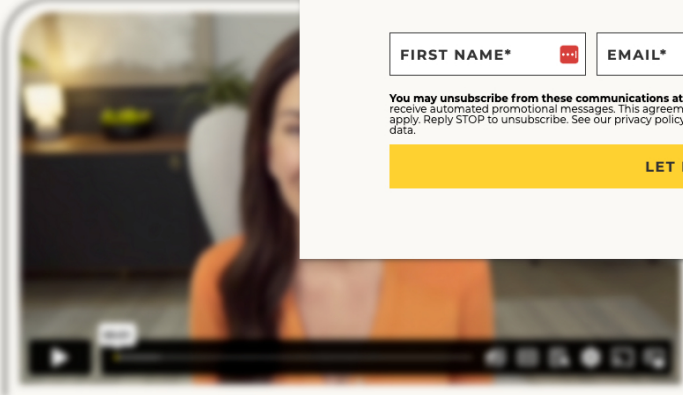 FIRST NAME*
EMAIL*
You may unsubscribe from these communications at
receive automated promotional messages. This agreem
apply. Reply STOP to unsubscribe. See our privacy policy
data.
LET